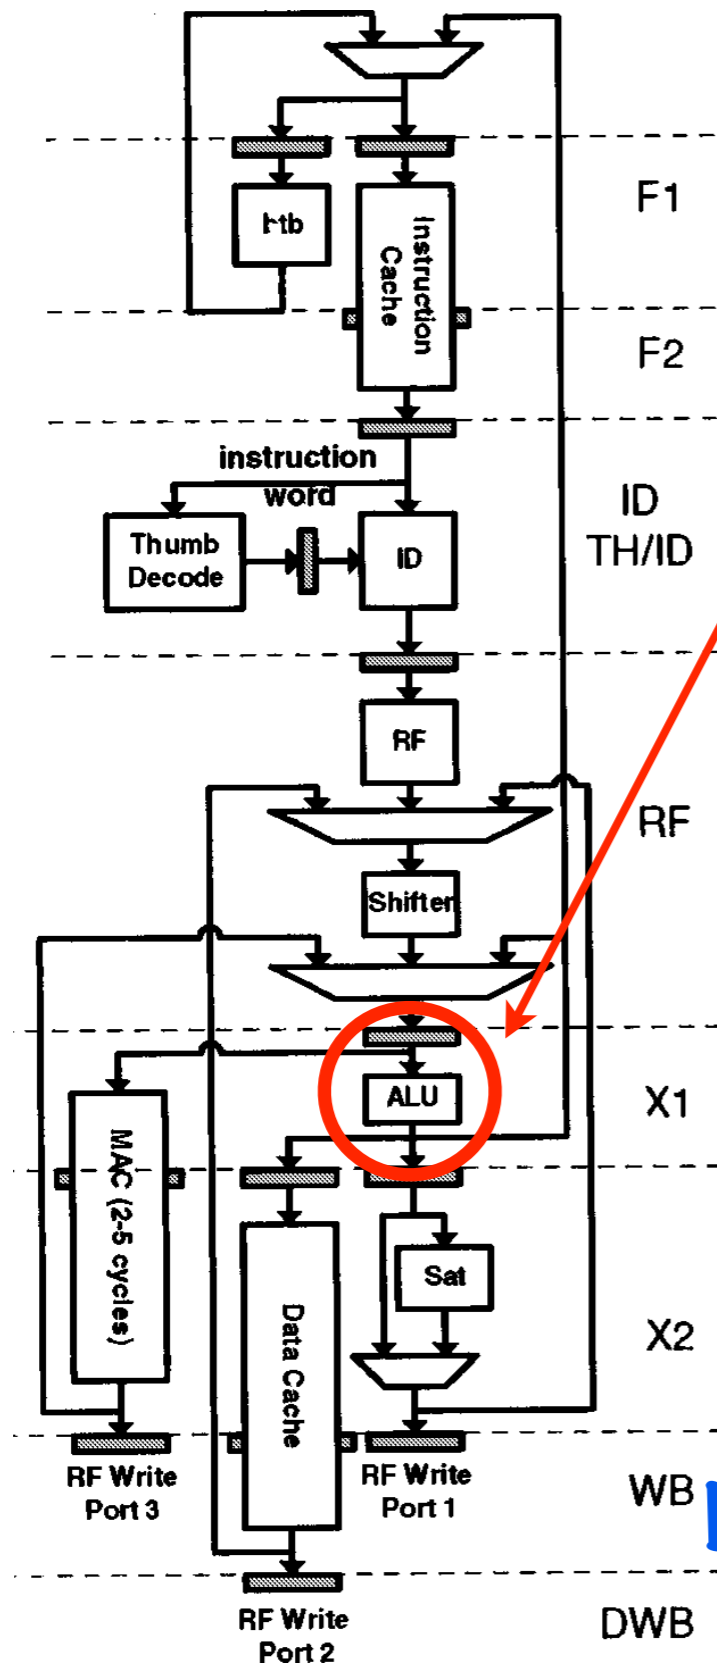 F1
btb
Instruction
Cache
F2
instruction
word
ID
TH/ID
Thumb
Decode
ID
RF
RF
Shifter
ALU
X1
MAC (2-5 cycles)
Sat
Data Cache
X2
RF Write
Port 3
RF Write
Port 1
WB
RF Write
Port 2
DWB